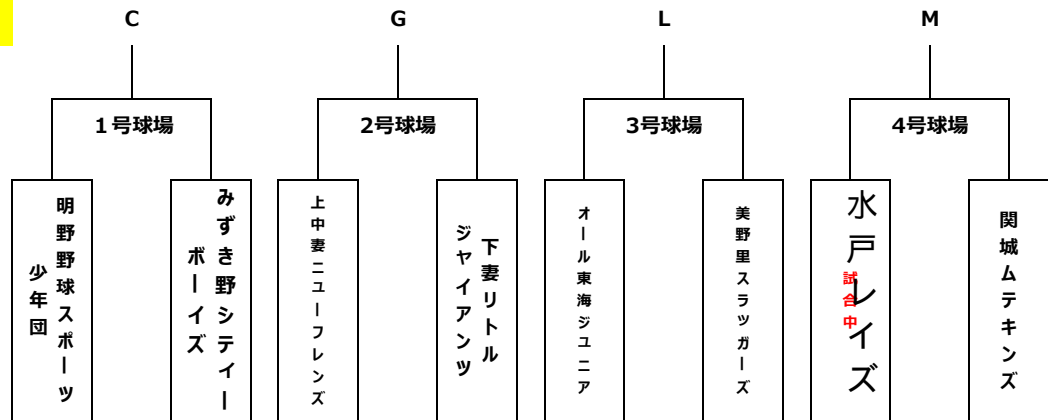 C
G
L
M
1号球場
2号球場
3号球場
4号球場
明野野球スポーツ
少年団
みずき野シティー
ボーイズ
上中妻ニューフレンズ
下妻リトル
ジャイアンツ
オール東海ジュニア
美野里スラッガーズ
水戸レイズ
試合中
関城ムテキンズ